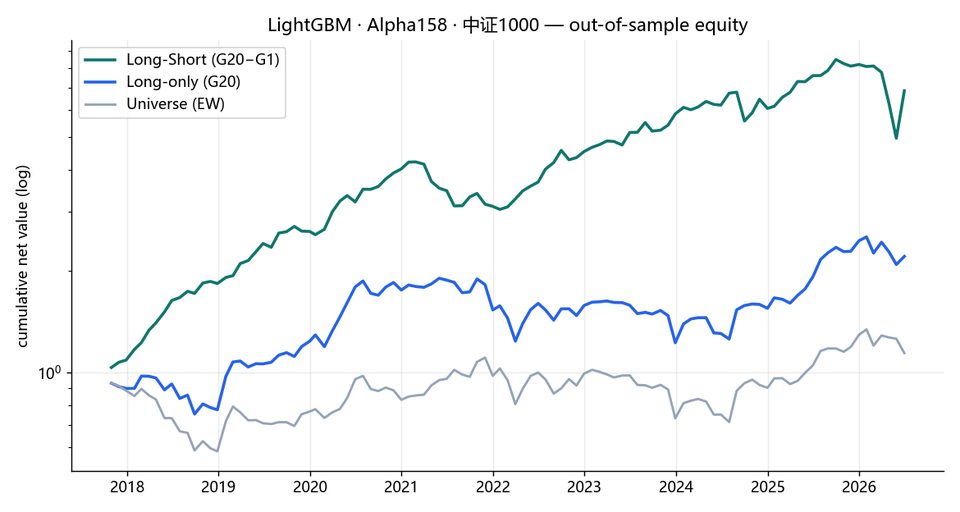 LightGBM · Alpha158 · 中证1000 — out-of-sample equity
Long-Short (G20−G1)
Long-only (G20)
Universe (EW)
cumulative net value (log)
10⁰
2018 2019 2020 2021 2022 2023 2024 2025 2026